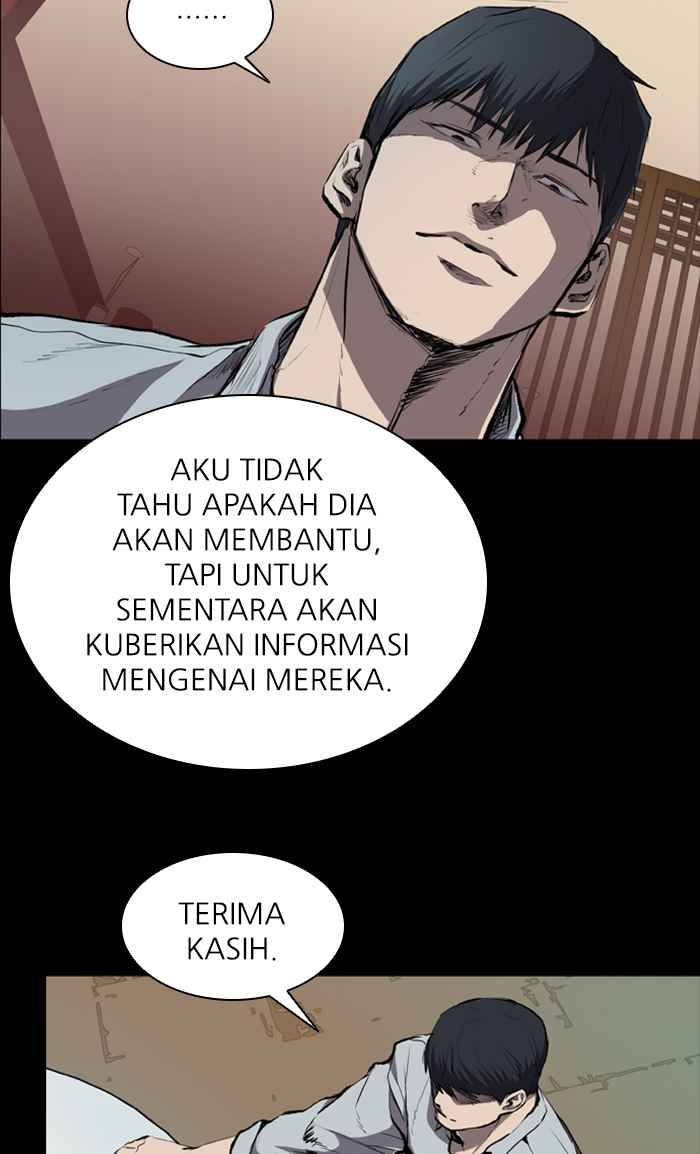 ......
AKU TIDAK
TAHU APAKAH DIA
AKAN MEMBANTU,
TAPI UNTUK
SEMENTARA AKAN
KUBERIKAN INFORMASI
MENGENAI MEREKA.
TERIMA
KASIH.